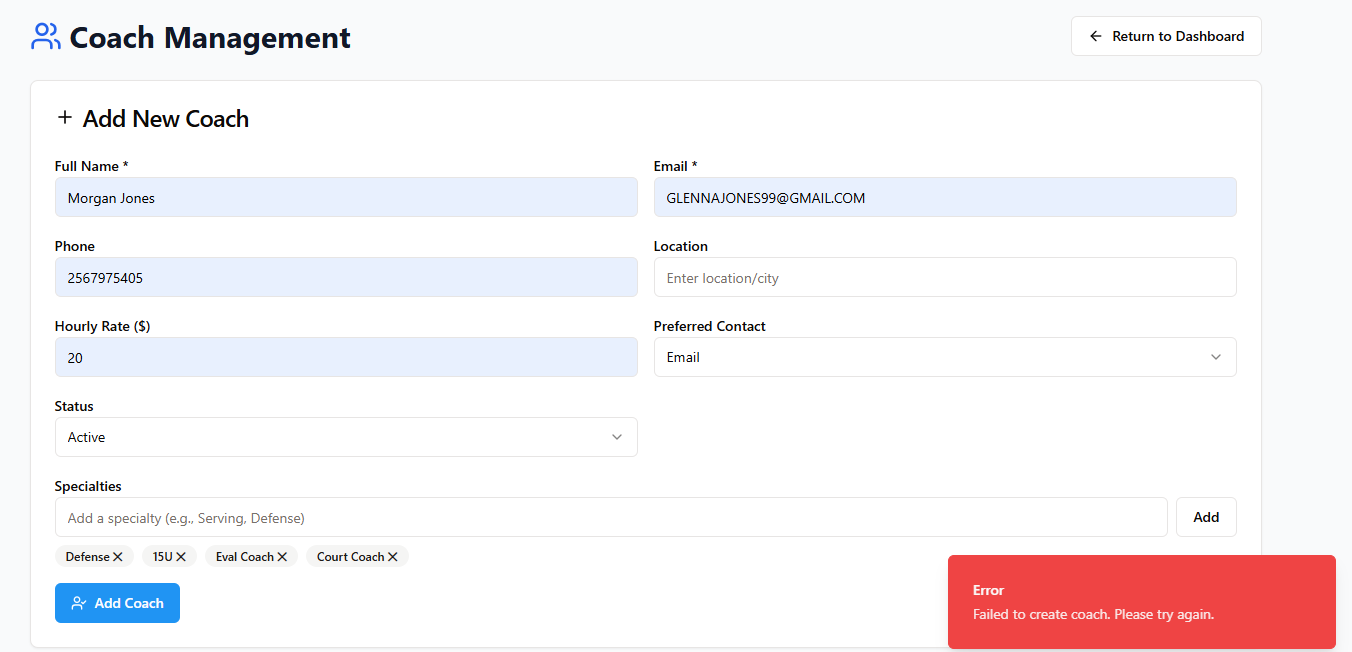 Coach Management
Return to Dashboard
+ Add New Coach
Full Name *
Email *
Morgan Jones
GLENNAJONES99@GMAIL.COM
Phone
Location
2567975405
Enter location/city
Hourly Rate ($)
Preferred Contact
20
Email
Status
Active
Specialties
Add a specialty (e.g., Serving, Defense)
Add
Defense
15U
Eval Coach
Court Coach
Add Coach
Error
Failed to create coach. Please try again.